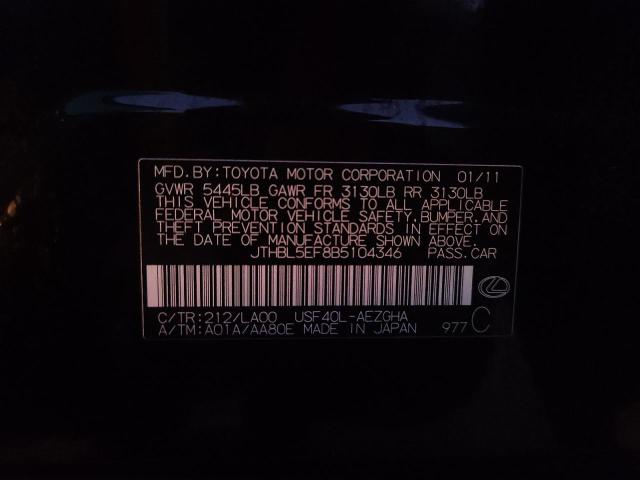 MFD.BY:TOYOTA MOTOR CORPORATION 01/11
GVWR 5445LB GAWR FR 3130LB RR 3130LB
THIS VEHICLE CONFORMS TO ALL APPLICABLE
FEDERAL MOTOR VEHICLE SAFETY,BUMPER,AND
THEFT PREVENTION STANDARDS IN EFFECT ON
THE DATE OF MANUFACTURE SHOWN ABOVE.
JTHBL5EF8B5104346 PASS.CAR
C/TR:212/LA00 USF40L-AEZGHA
A/TM:A01A/AA80E MADE IN JAPAN 977 C